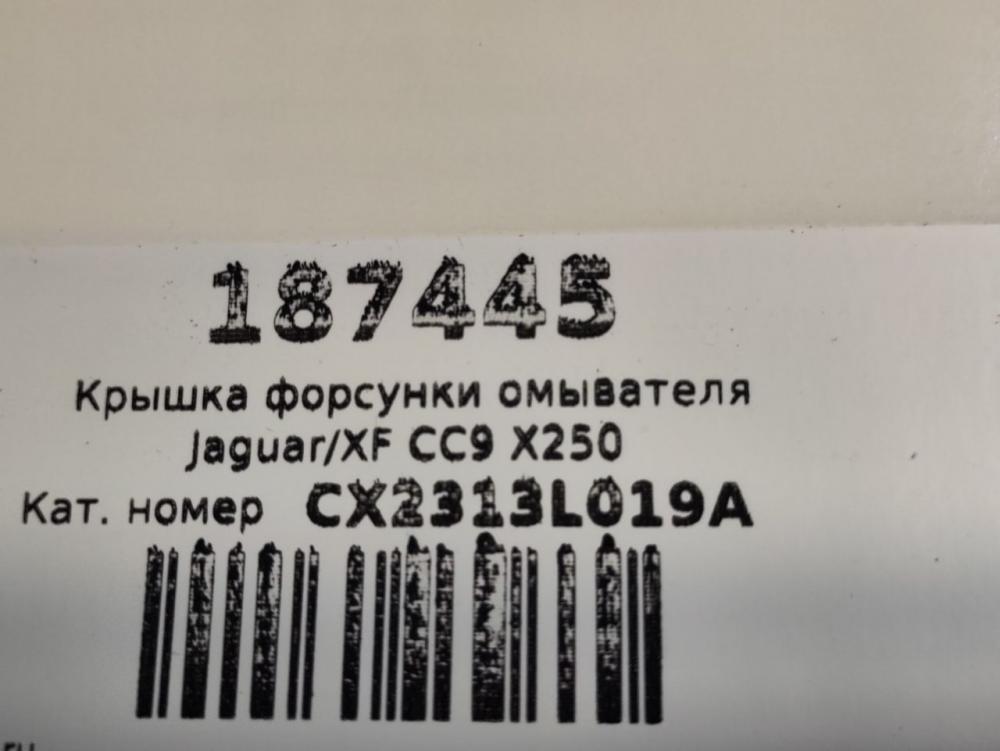 187445
Крышка форсунки омывателя
Jaguar/XF CC9 X250
Кат. номер CX2313L019A